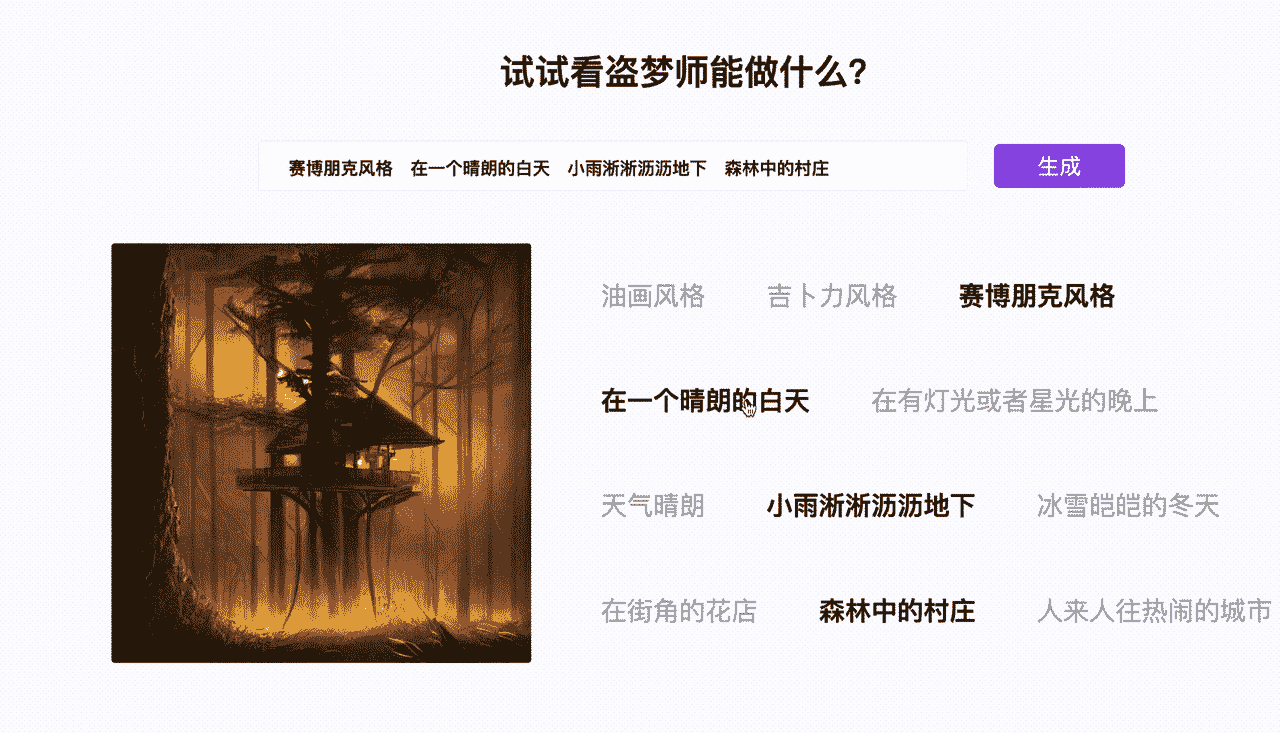 试试看盗梦师能做什么?
赛博朋克风格 在一个晴朗的白天 小雨淅淅沥沥地下 森林中的村庄
生成
油画风格 吉卜力风格 赛博朋克风格
在一个晴朗的白天 在有灯光或者星光的晚上
天气晴朗 小雨淅淅沥沥地下 冰雪皑皑的冬天
在街角的花店 森林中的村庄 人来人往热闹的城市